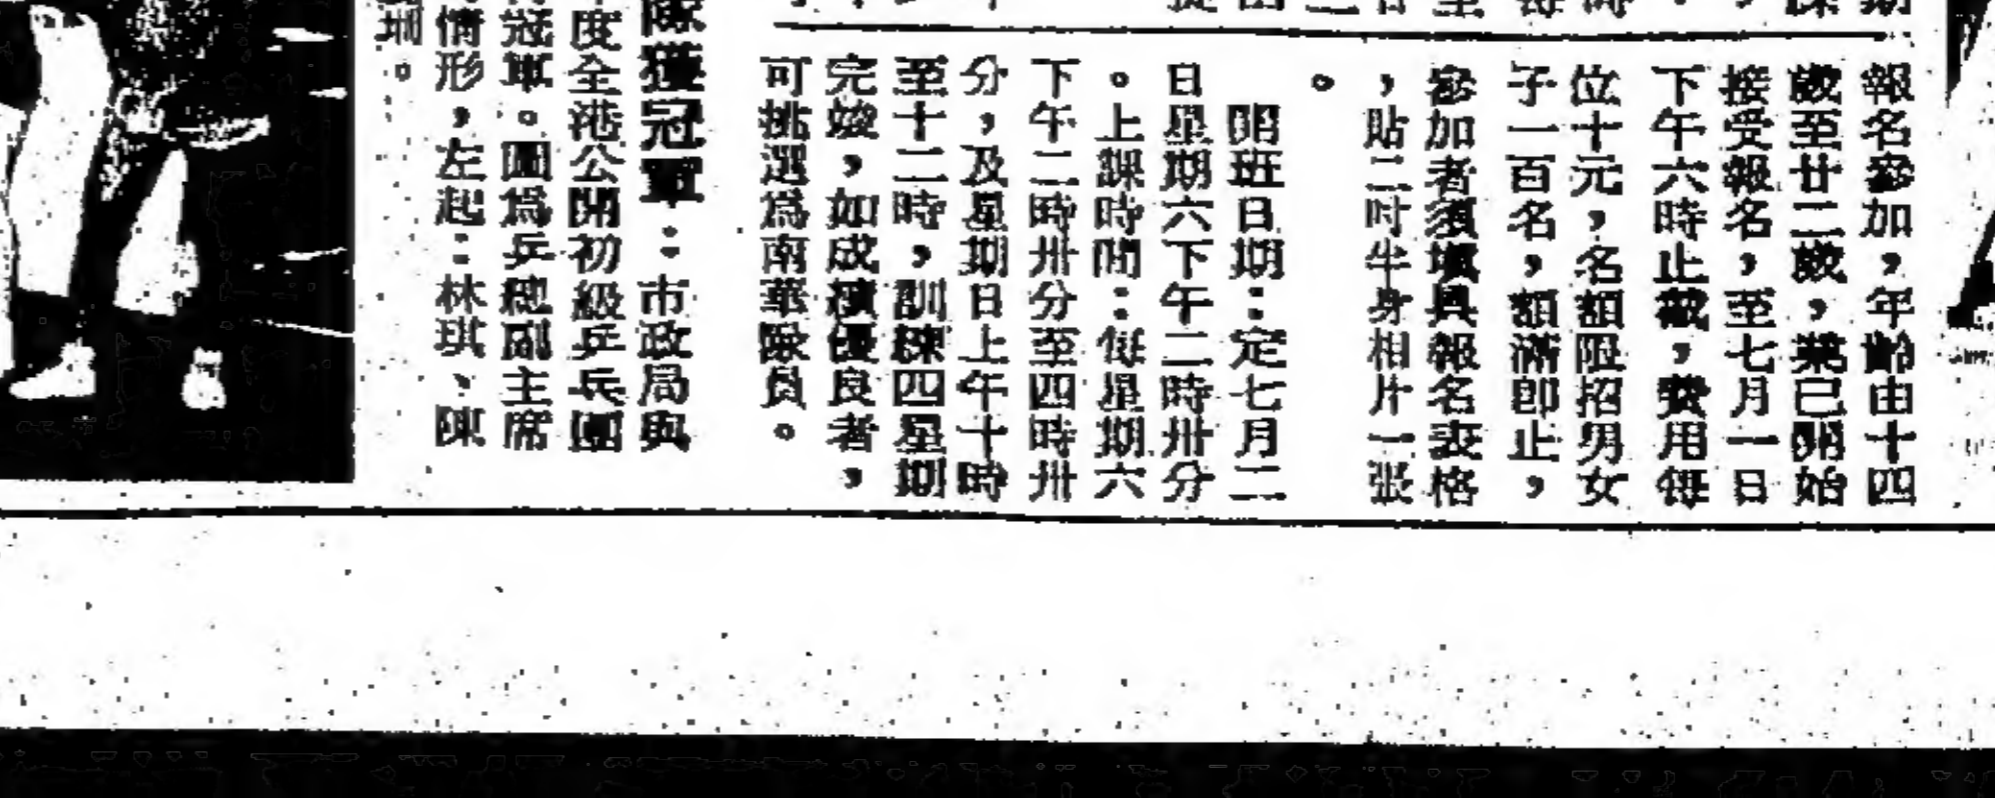 報名參加，年齡由十四
歲至廿二歲，業已開始
接受報名，至七月一日
下午六時止截，費用每
位十元，名額限招男女
子一百名，額滿即止，
參加者須填具報名表格
，貼二吋半身相片一張
。
開班日期：定七月二
日星期六下午二時卅分
。上課時間：每星期六
下午二時卅分至四時卅
分，及星期日上午十時
至十二時，訓練四星期
完竣，如成績優良者，
可挑選為南華隊員。
隊獲冠軍：市政局與
度全港公開初級乒乓團
冠軍。圖為乒總副主席
情形，左起：林琪、陳
圳。